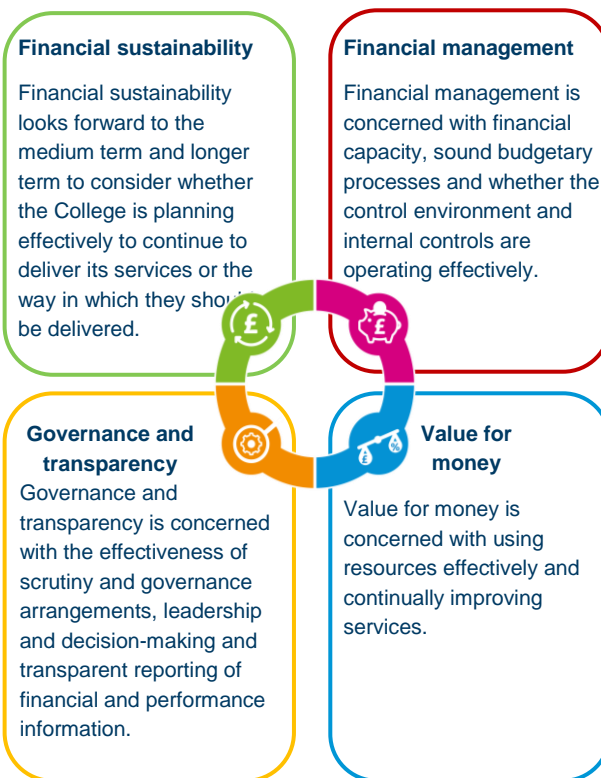 Financial sustainability
Financial sustainability
looks forward to the
medium term and longer
term to consider whether
the College is planning
effectively to continue to
deliver its services or the
way in which they should
be delivered.
Financial management
Financial management is
concerned with financial
capacity, sound budgetary
processes and whether the
control environment and
internal controls are
operating effectively.
Governance and
transparency
Governance and
transparency is concerned
with the effectiveness of
scrutiny and governance
arrangements, leadership
and decision-making and
transparent reporting of
financial and performance
information.
Value for
money
Value for money is
concerned with using
resources effectively and
continually improving
services.